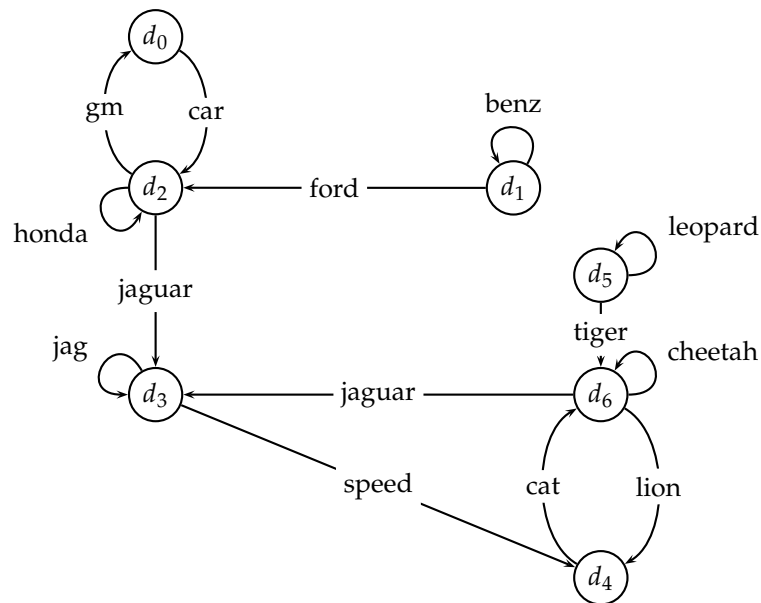 d0
benz
gm
car
d2
ford
d1
honda
leopard
d5
jaguar
tiger
jag
cheetah
d3
jaguar
d6
speed
cat
lion
d4